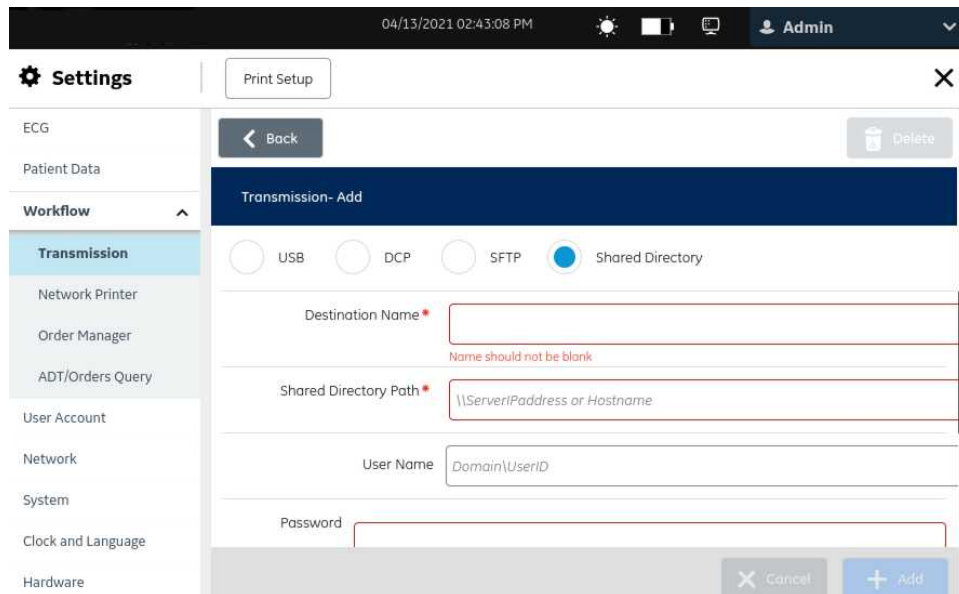 04/13/2021 02:43:08 PM
Admin
Settings
Print Setup
ECG
Patient Data
Workflow
Transmission
Network Printer
Order Manager
ADT/Orders Query
User Account
Network
System
Clock and Language
Hardware
Back
Delete
Transmission- Add
USB
DCP
SFTP
Shared Directory
Destination Name*
Name should not be blank
Shared Directory Path*
\\ServerIPaddress or Hostname
User Name
Domain\UserID
Password
Cancel
Add